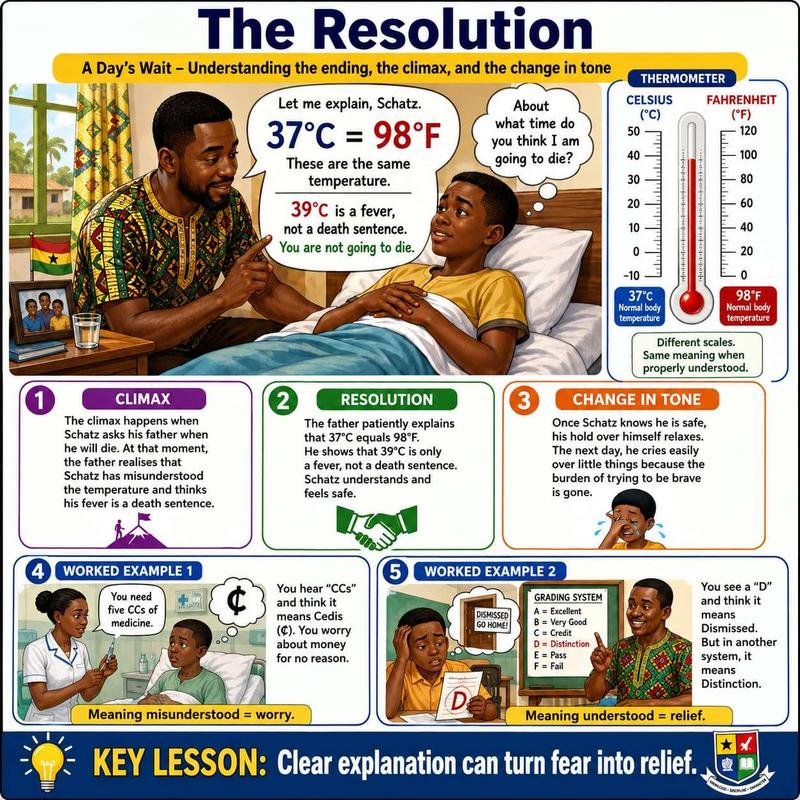 The Resolution
A Day's Wait – Understanding the ending, the climax, and the change in tone
Let me explain, Schatz.
37°C = 98°F
These are the same
temperature.
39°C is a fever,
not a death sentence.
You are not going to die.
About
what time do
you think I am
going to die?
THERMOMETER
CELSIUS
(°C)
FAHRENHEIT
(°F)
50
40
30
20
10
0
-10
120
100
80
60
40
20
0
37°C
Normal body
temperature
98°F
Normal body
temperature
Different scales.
Same meaning when
properly understood.
1 CLIMAX
The climax happens when
Schatz asks his father when
he will die. At that moment,
the father realises that
Schatz has misunderstood
the temperature and thinks
his fever is a death sentence.
2 RESOLUTION
The father patiently explains
that 37°C equals 98°F.
He shows that 39°C is only
a fever, not a death sentence.
Schatz understands and
feels safe.
3 CHANGE IN TONE
Once Schatz knows he is safe,
his hold over himself relaxes.
The next day, he cries easily
over little things because the
burden of trying to be brave
is gone.
4 WORKED EXAMPLE 1
You need
five CCs of
medicine.
₵
You hear "CCs"
and think it
means Cedis
(₵). You worry
about money
for no reason.
Meaning misunderstood = worry.
5 WORKED EXAMPLE 2
DISMISSED
GO HOME!
D
GRADING SYSTEM
A = Excellent
B = Very Good
C = Credit
D = Distinction
E = Pass
F = Fail
You see a "D"
and think it
means
Dismissed.
But in another
system, it
means
Distinction.
Meaning understood = relief.
KEY LESSON: Clear explanation can turn fear into relief.